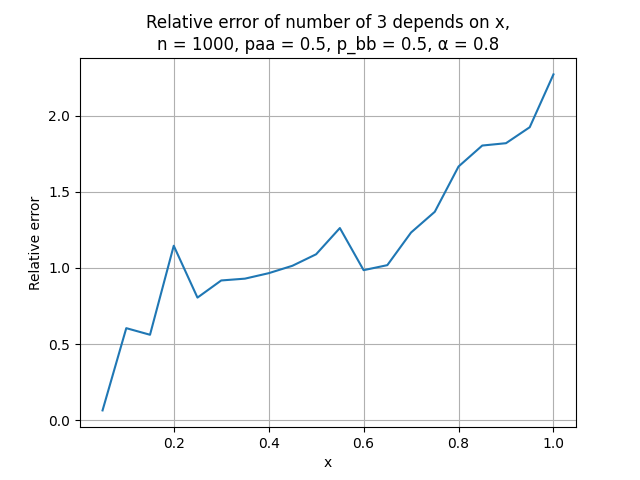 Relative error of number of 3 depends on x,
n = 1000, paa = 0.5, p_bb = 0.5, α = 0.8
2.0
1.5
1.0
0.5
0.0
Relative error
0.2 0.4 0.6 0.8 1.0
x